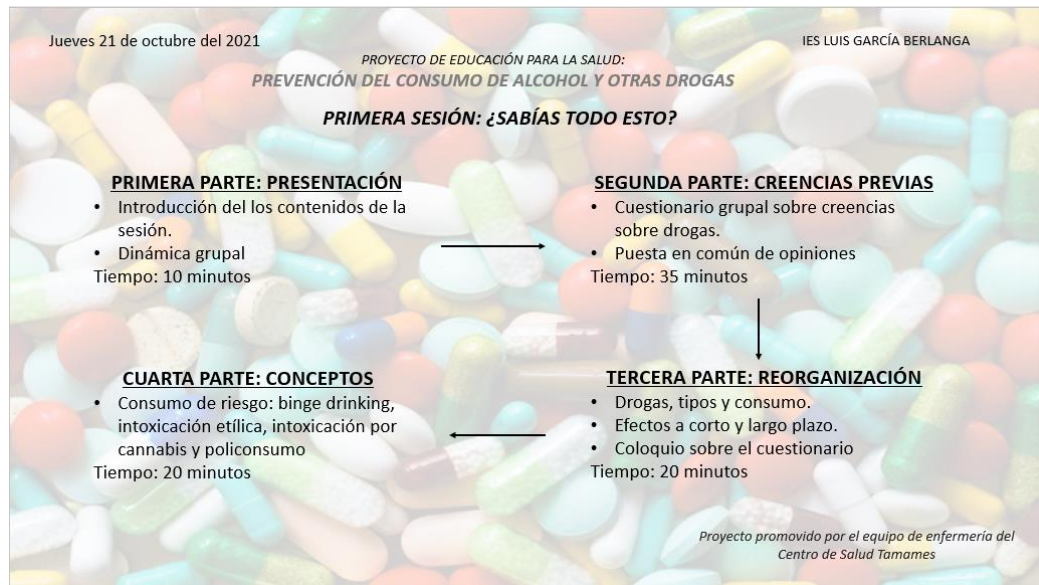 Jueves 21 de octubre del 2021
IES LUIS GARCÍA BERLANGA
PROYECTO DE EDUCACIÓN PARA LA SALUD:
PREVENCIÓN DEL CONSUMO DE ALCOHOL Y OTRAS DROGAS
PRIMERA SESIÓN: ¿SABÍAS TODO ESTO?
PRIMERA PARTE: PRESENTACIÓN
• Introducción del los contenidos de la
sesión.
• Dinámica grupal
Tiempo: 10 minutos
SEGUNDA PARTE: CREENCIAS PREVIAS
• Cuestionario grupal sobre creencias
sobre drogas.
• Puesta en común de opiniones
Tiempo: 35 minutos
TERCERA PARTE: REORGANIZACIÓN
• Drogas, tipos y consumo.
• Efectos a corto y largo plazo.
• Coloquio sobre el cuestionario
Tiempo: 20 minutos
CUARTA PARTE: CONCEPTOS
• Consumo de riesgo: binge drinking,
intoxicación etílica, intoxicación por
cannabis y policonsumo
Tiempo: 20 minutos
Proyecto promovido por el equipo de enfermería del
Centro de Salud Tamames